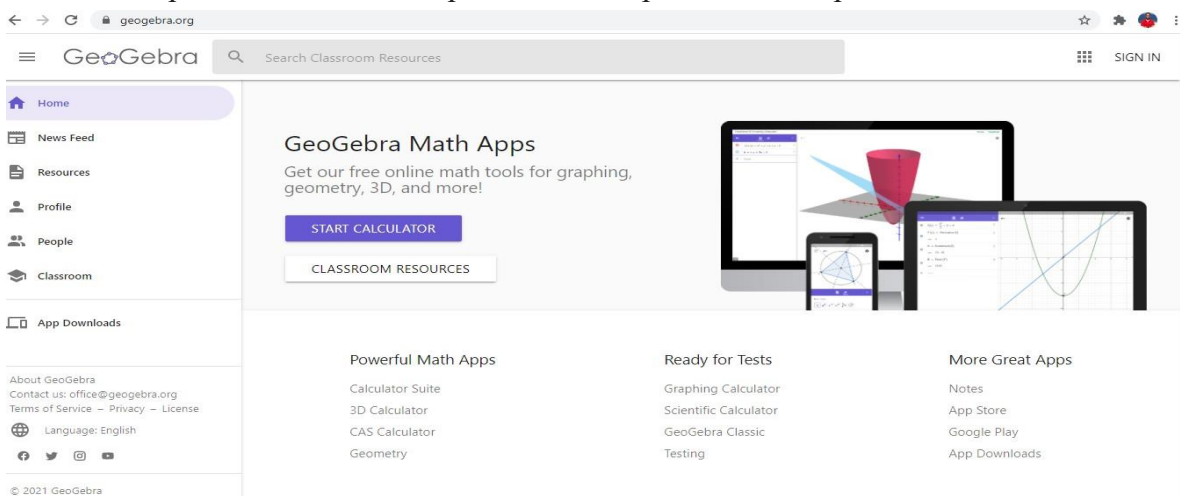 geogebra.org
GeoGebra
Search Classroom Resources
SIGN IN
Home
News Feed
Resources
Profile
People
Classroom
App Downloads
About GeoGebra
Contact us: office@geogebra.org
Terms of Service – Privacy – License
Language: English
© 2021 GeoGebra
GeoGebra Math Apps
Get our free online math tools for graphing,
geometry, 3D, and more!
START CALCULATOR
CLASSROOM RESOURCES
Powerful Math Apps
Calculator Suite
3D Calculator
CAS Calculator
Geometry
Ready for Tests
Graphing Calculator
Scientific Calculator
GeoGebra Classic
Testing
More Great Apps
Notes
App Store
Google Play
App Downloads